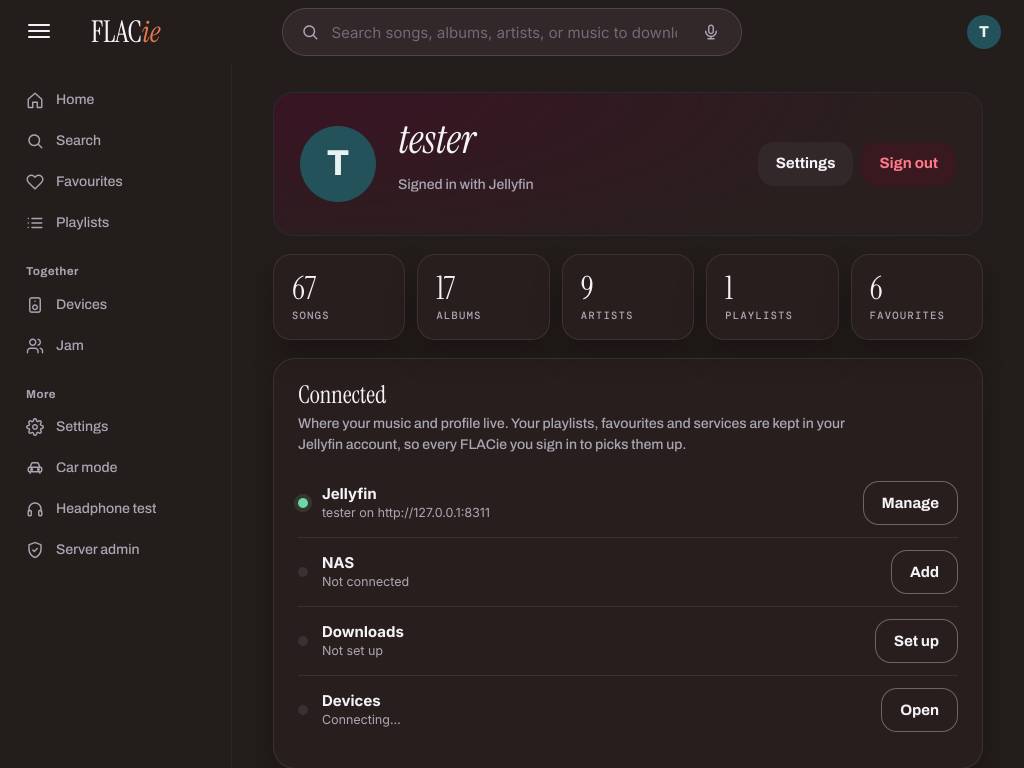 FLACie
Search songs, albums, artists, or music to downl
T
Home
Search
Favourites
Playlists
Together
Devices
Jam
More
Settings
Car mode
Headphone test
Server admin
T
tester
Signed in with Jellyfin
Settings
Sign out
67
SONGS
17
ALBUMS
9
ARTISTS
1
PLAYLISTS
6
FAVOURITES
Connected
Where your music and profile live. Your playlists, favourites and services are kept in your
Jellyfin account, so every FLACie you sign in to picks them up.
Jellyfin
tester on http://127.0.0.1:8311
Manage
NAS
Not connected
Add
Downloads
Not set up
Set up
Devices
Connecting...
Open